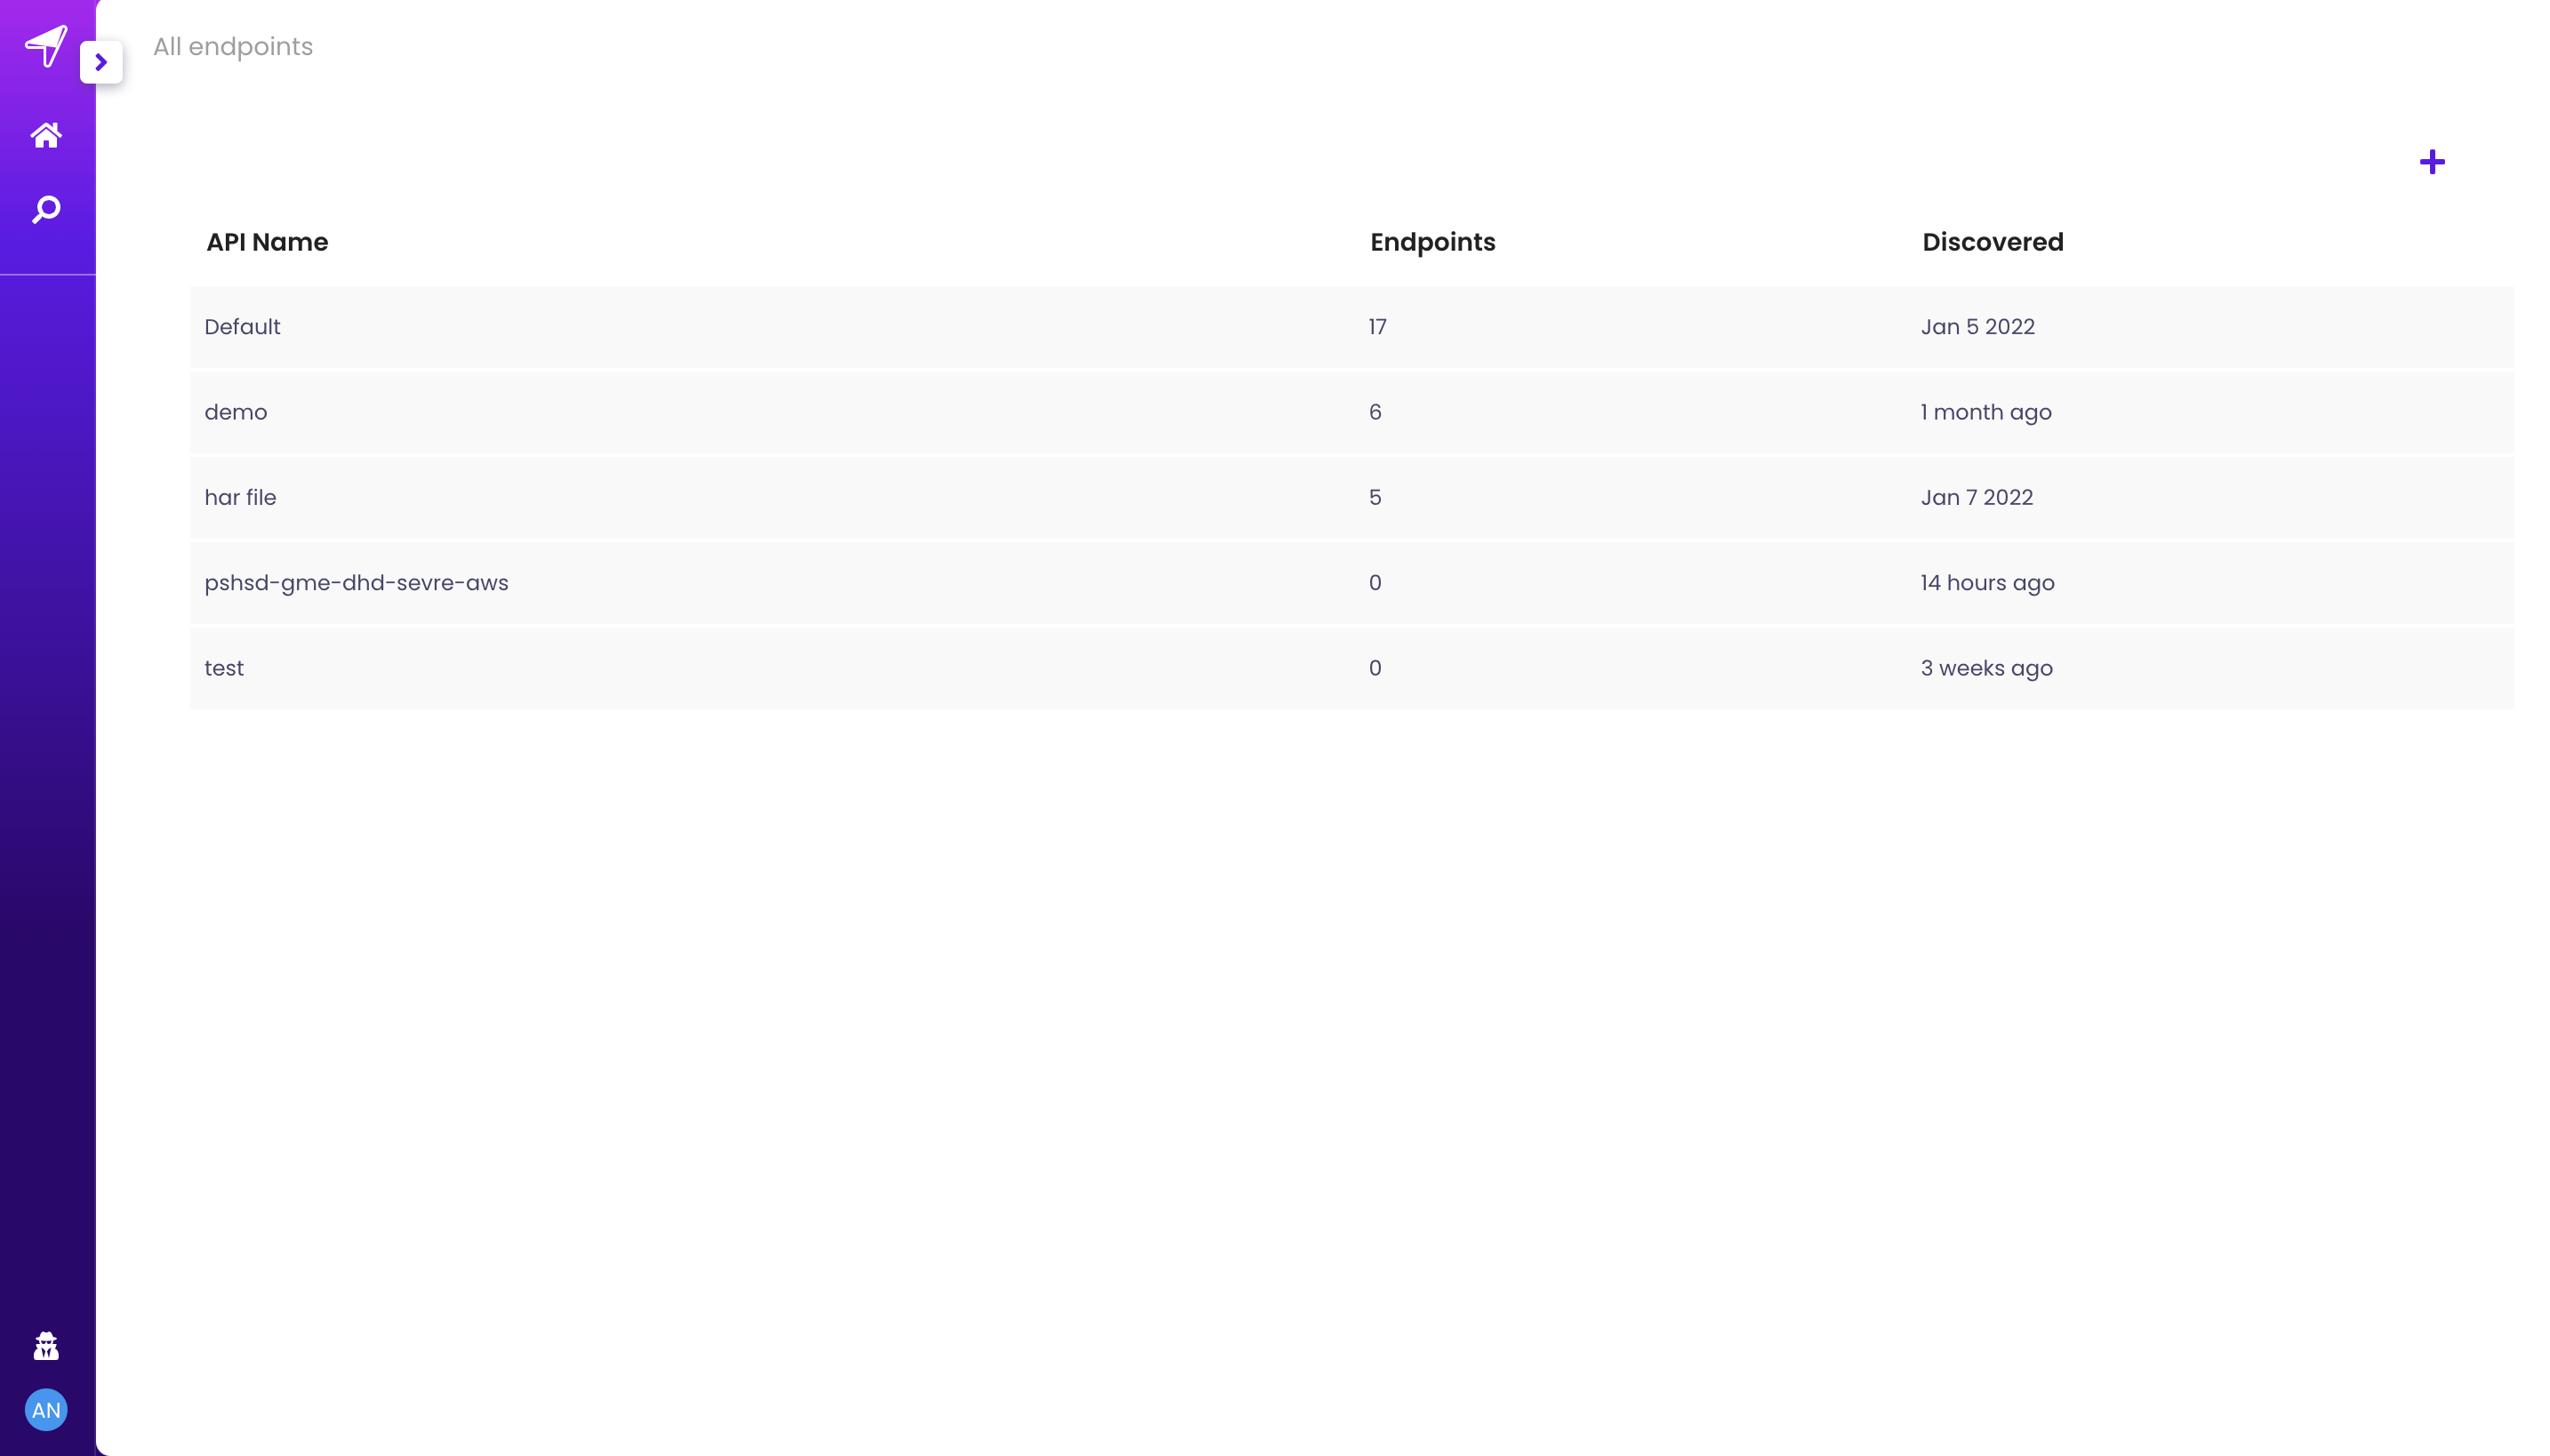 All endpoints
API Name Endpoints Discovered
Default 17 Jan 5 2022
demo 6 1 month ago
har file 5 Jan 7 2022
pshsd-gme-dhd-sevre-aws 0 14 hours ago
test 0 3 weeks ago
AN